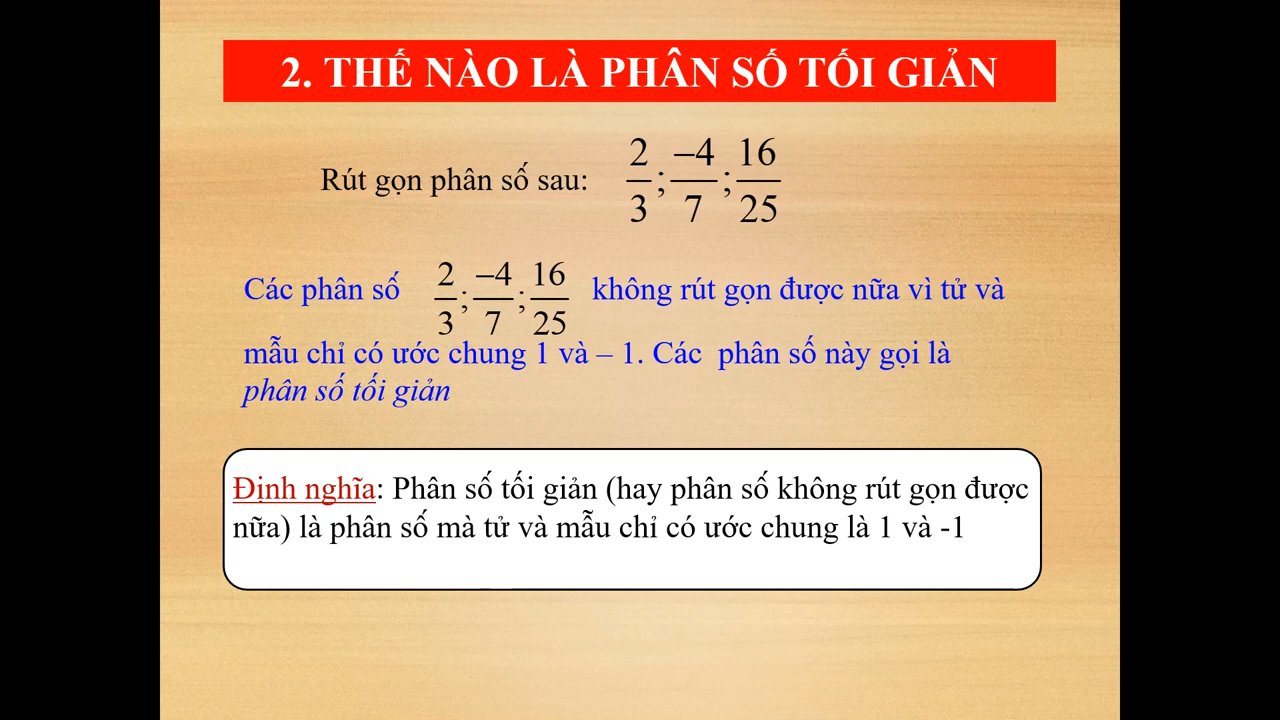 2. THẾ NÀO LÀ PHÂN SỐ TỐI GIẢN
Rút gọn phân số sau: 2/3; −4/7; 16/25
Các phân số 2/3; −4/7; 16/25 không rút gọn được nữa vì tử và
mẫu chỉ có ước chung 1 và – 1. Các phân số này gọi là
phân số tối giản
Định nghĩa: Phân số tối giản (hay phân số không rút gọn được
nữa) là phân số mà tử và mẫu chỉ có ước chung là 1 và -1